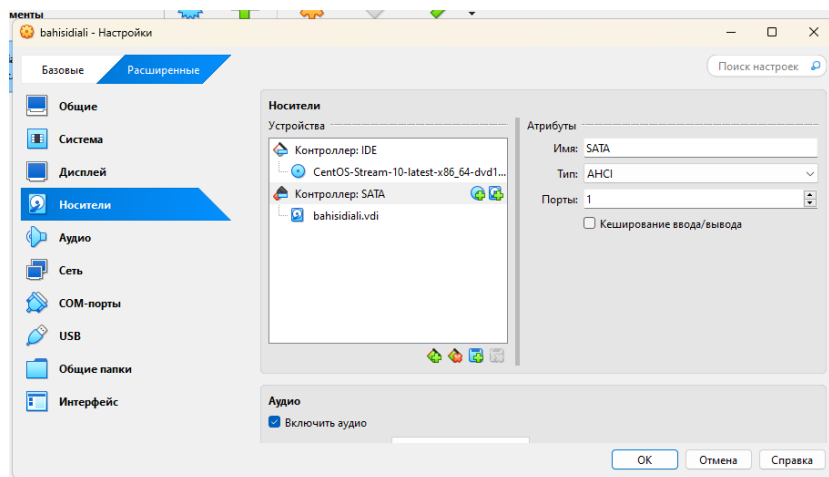 менты
bahisidiali - Настройки
Базовые
Расширенные
Поиск настроек
Общие
Система
Дисплей
Носители
Аудио
Сеть
COM-порты
USB
Общие папки
Интерфейс
Носители
Устройства
Контроллер: IDE
CentOS-Stream-10-latest-x86_64-dvd1...
Контроллер: SATA
bahisidiali.vdi
Атрибуты
Имя: SATA
Тип: AHCI
Порты: 1
Кеширование ввода/вывода
Аудио
Включить аудио
OK
Отмена
Справка